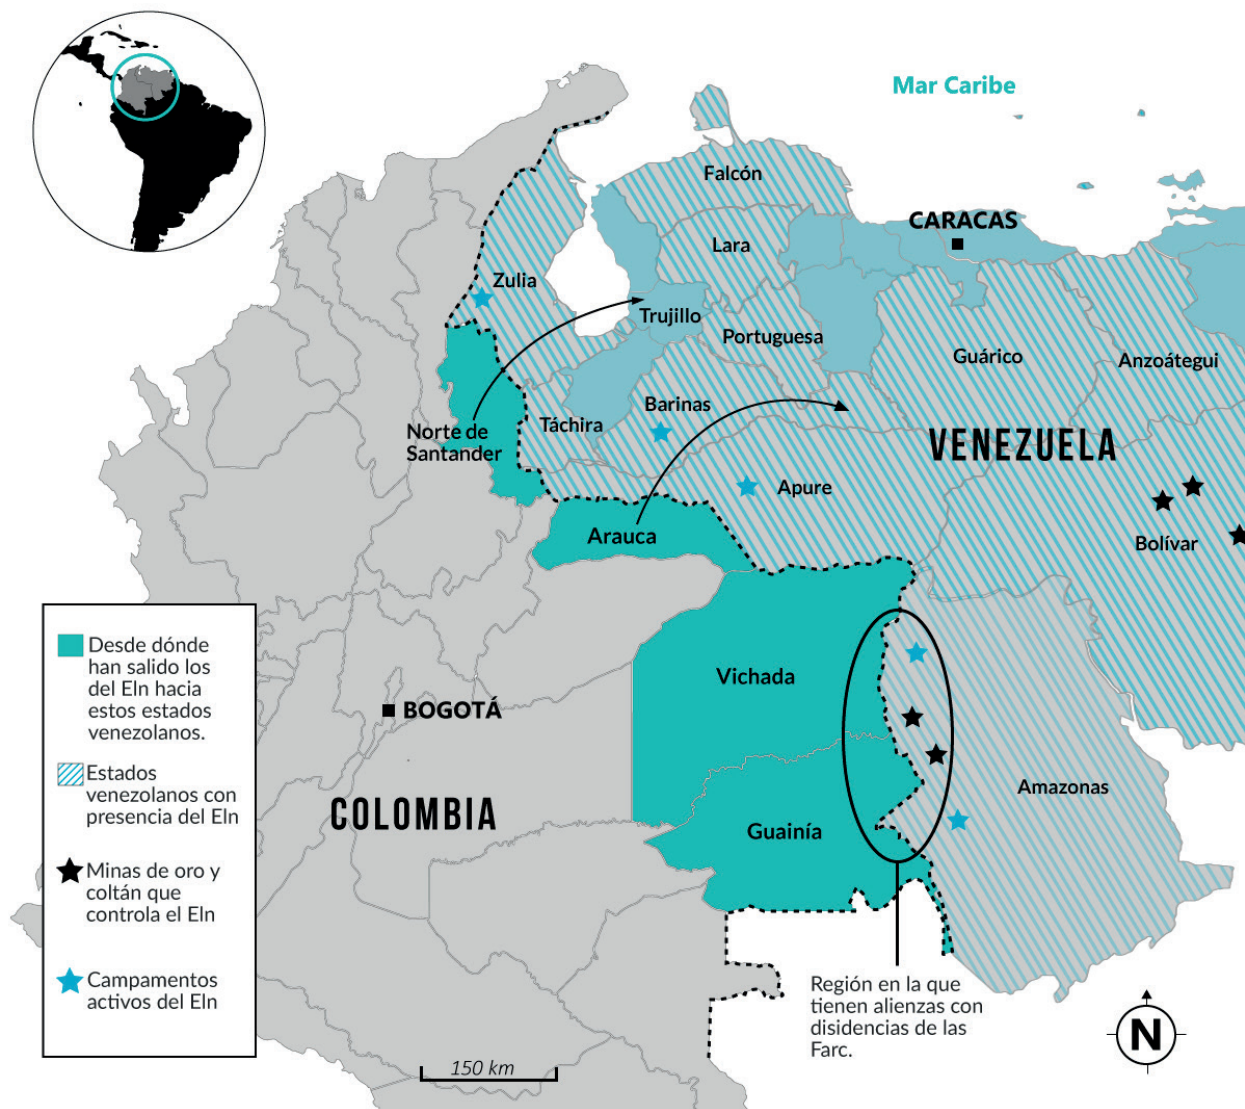 Mar Caribe
Falcón
CARACAS
Lara
Zulia
Trujillo
Portuguesa
Guárico
Anzoátegui
Barinas
Táchira
Norte de
Santander
VENEZUELA
Apure
Arauca
Bolívar
Vichada
BOGOTÁ
COLOMBIA
Guainía
Amazonas
Desde dónde
han salido los
del Eln hacia
estos estados
venezolanos.
Estados
venezolanos con
presencia del Eln
Minas de oro y
coltán que
controla el Eln
Campamentos
activos del Eln
Región en la que
tienen alienzas con
disidencias de las
Farc.
150 km
N